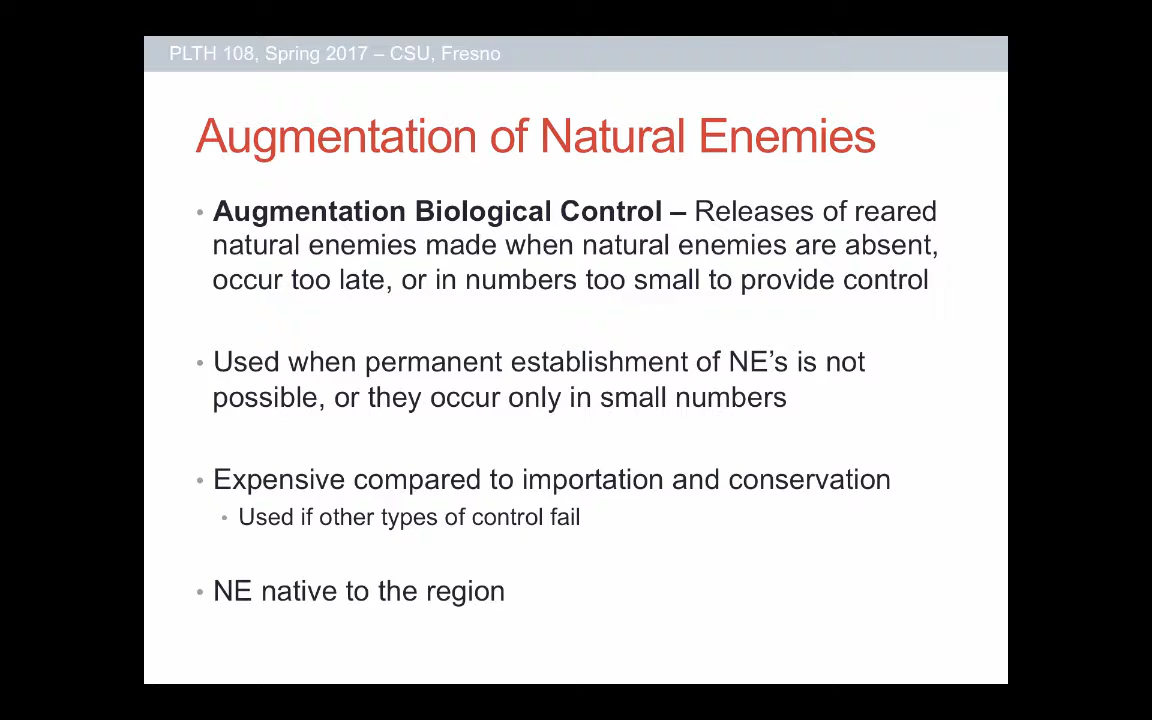 PLTH 108, Spring 2017 – CSU, Fresno
Augmentation of Natural Enemies
• Augmentation Biological Control – Releases of reared
natural enemies made when natural enemies are absent,
occur too late, or in numbers too small to provide control
• Used when permanent establishment of NE’s is not
possible, or they occur only in small numbers
• Expensive compared to importation and conservation
• Used if other types of control fail
• NE native to the region